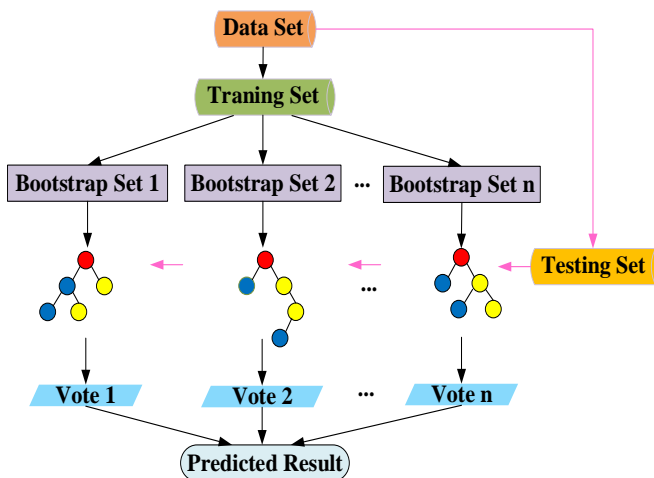 Data Set
Traning Set
Bootstrap Set 1
Bootstrap Set 2
...
Bootstrap Set n
Testing Set
...
Vote 1
Vote 2
...
Vote n
Predicted Result